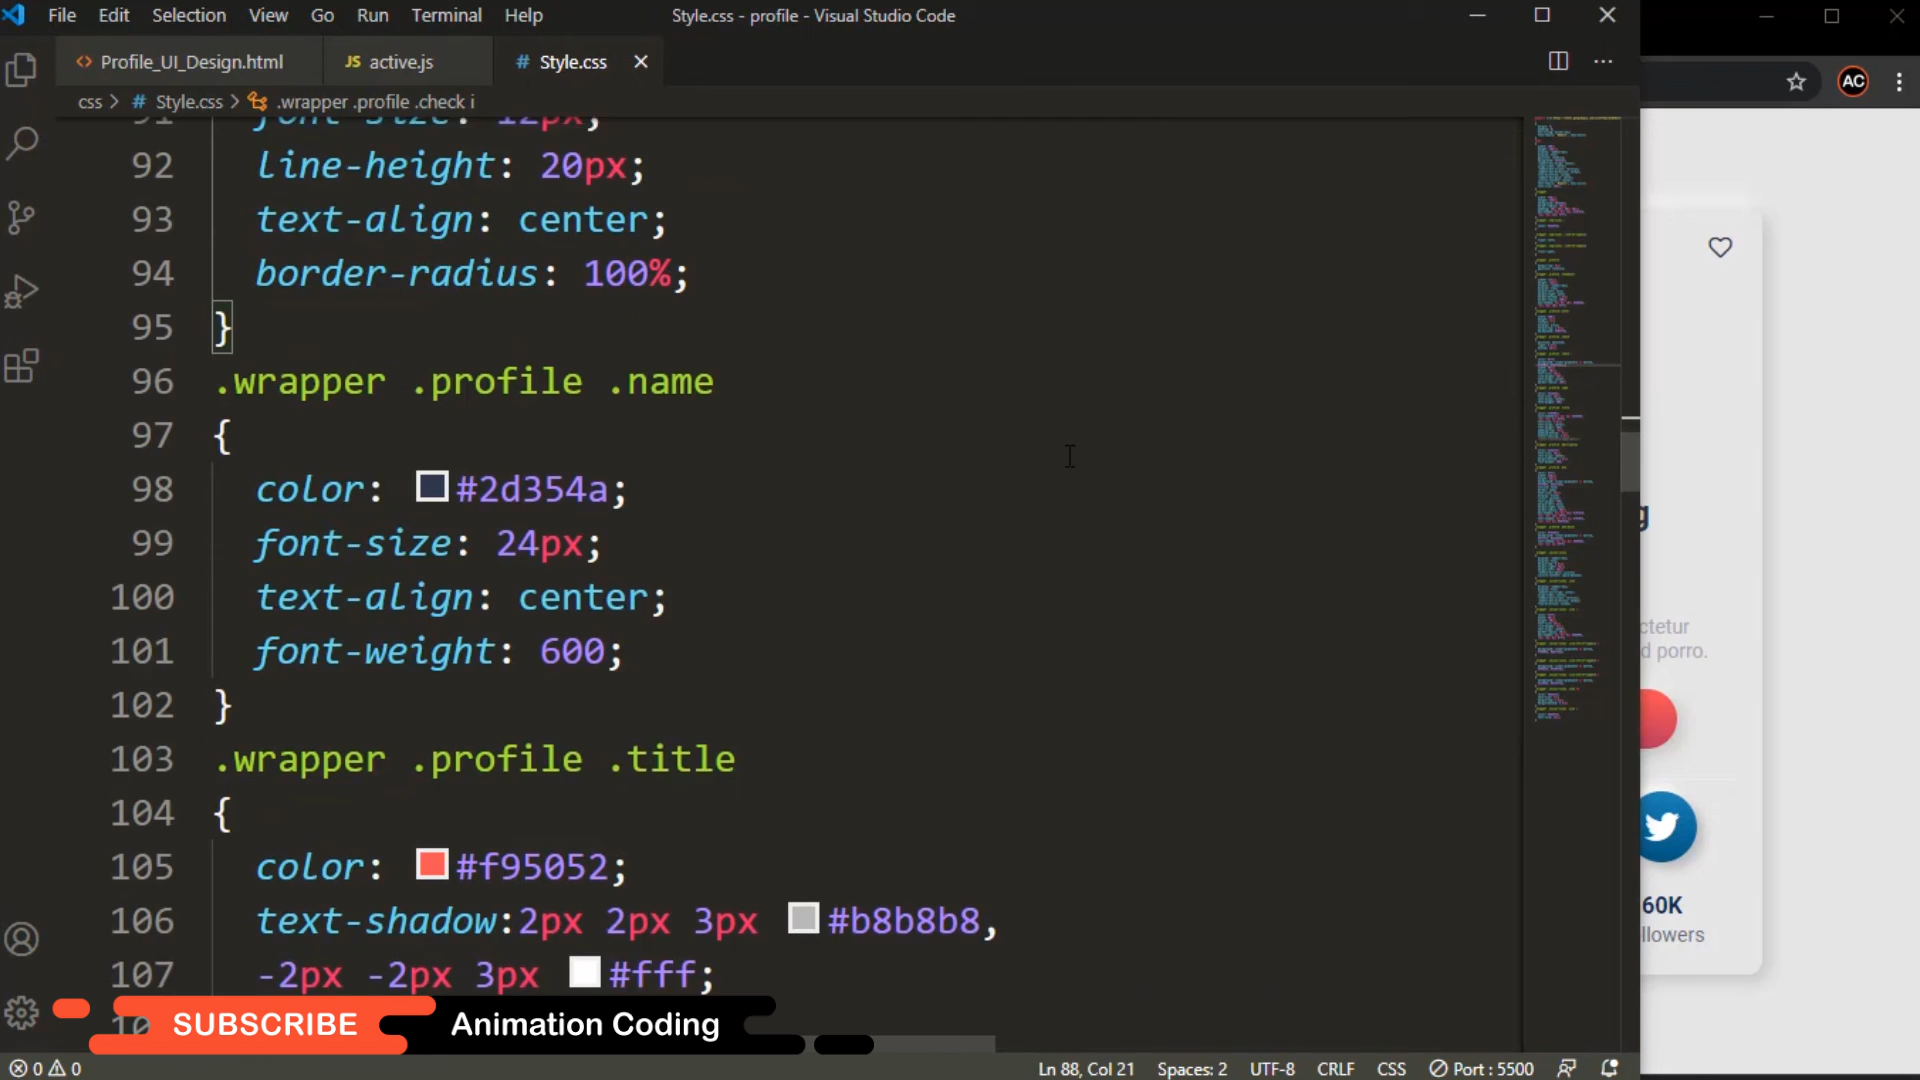 File Edit Selection View Go Run Terminal Help Style.css - profile - Visual Studio Code
<> Profile_UI_Design.html JS active.js # Style.css
css > # Style.css > .wrapper .profile .check i
AC
91 font-size: 12px;
92 line-height: 20px;
93 text-align: center;
94 border-radius: 100%;
95 }
96 .wrapper .profile .name
97 {
98 color: #2d354a;
99 font-size: 24px;
100 text-align: center;
101 font-weight: 600;
102 }
103 .wrapper .profile .title
104 {
105 color: #f95052;
106 text-shadow:2px 2px 3px #b8b8b8,
107 -2px -2px 3px #fff;
g
ctetur
d porro.
60K
llowers
SUBSCRIBE Animation Coding
0 0 Ln 88, Col 21 Spaces: 2 UTF-8 CRLF CSS Port : 5500